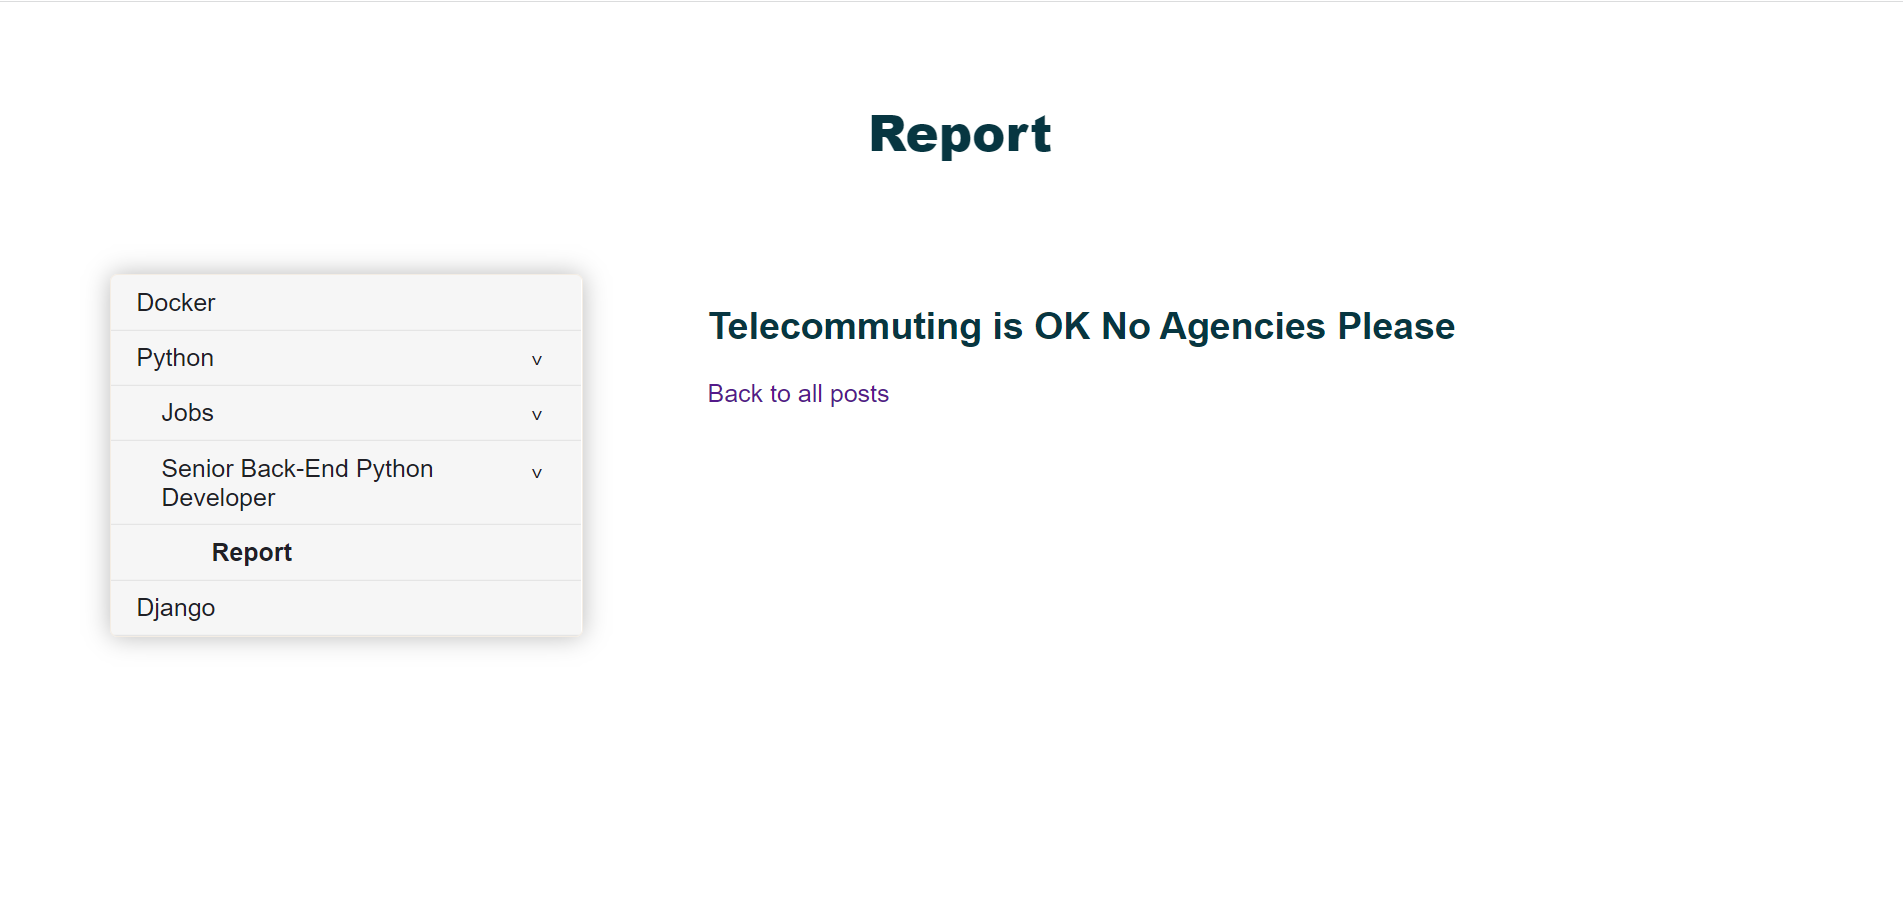 Report
Docker
Python v
Jobs v
Senior Back-End Python v
Developer
Report
Django
Telecommuting is OK No Agencies Please
Back to all posts